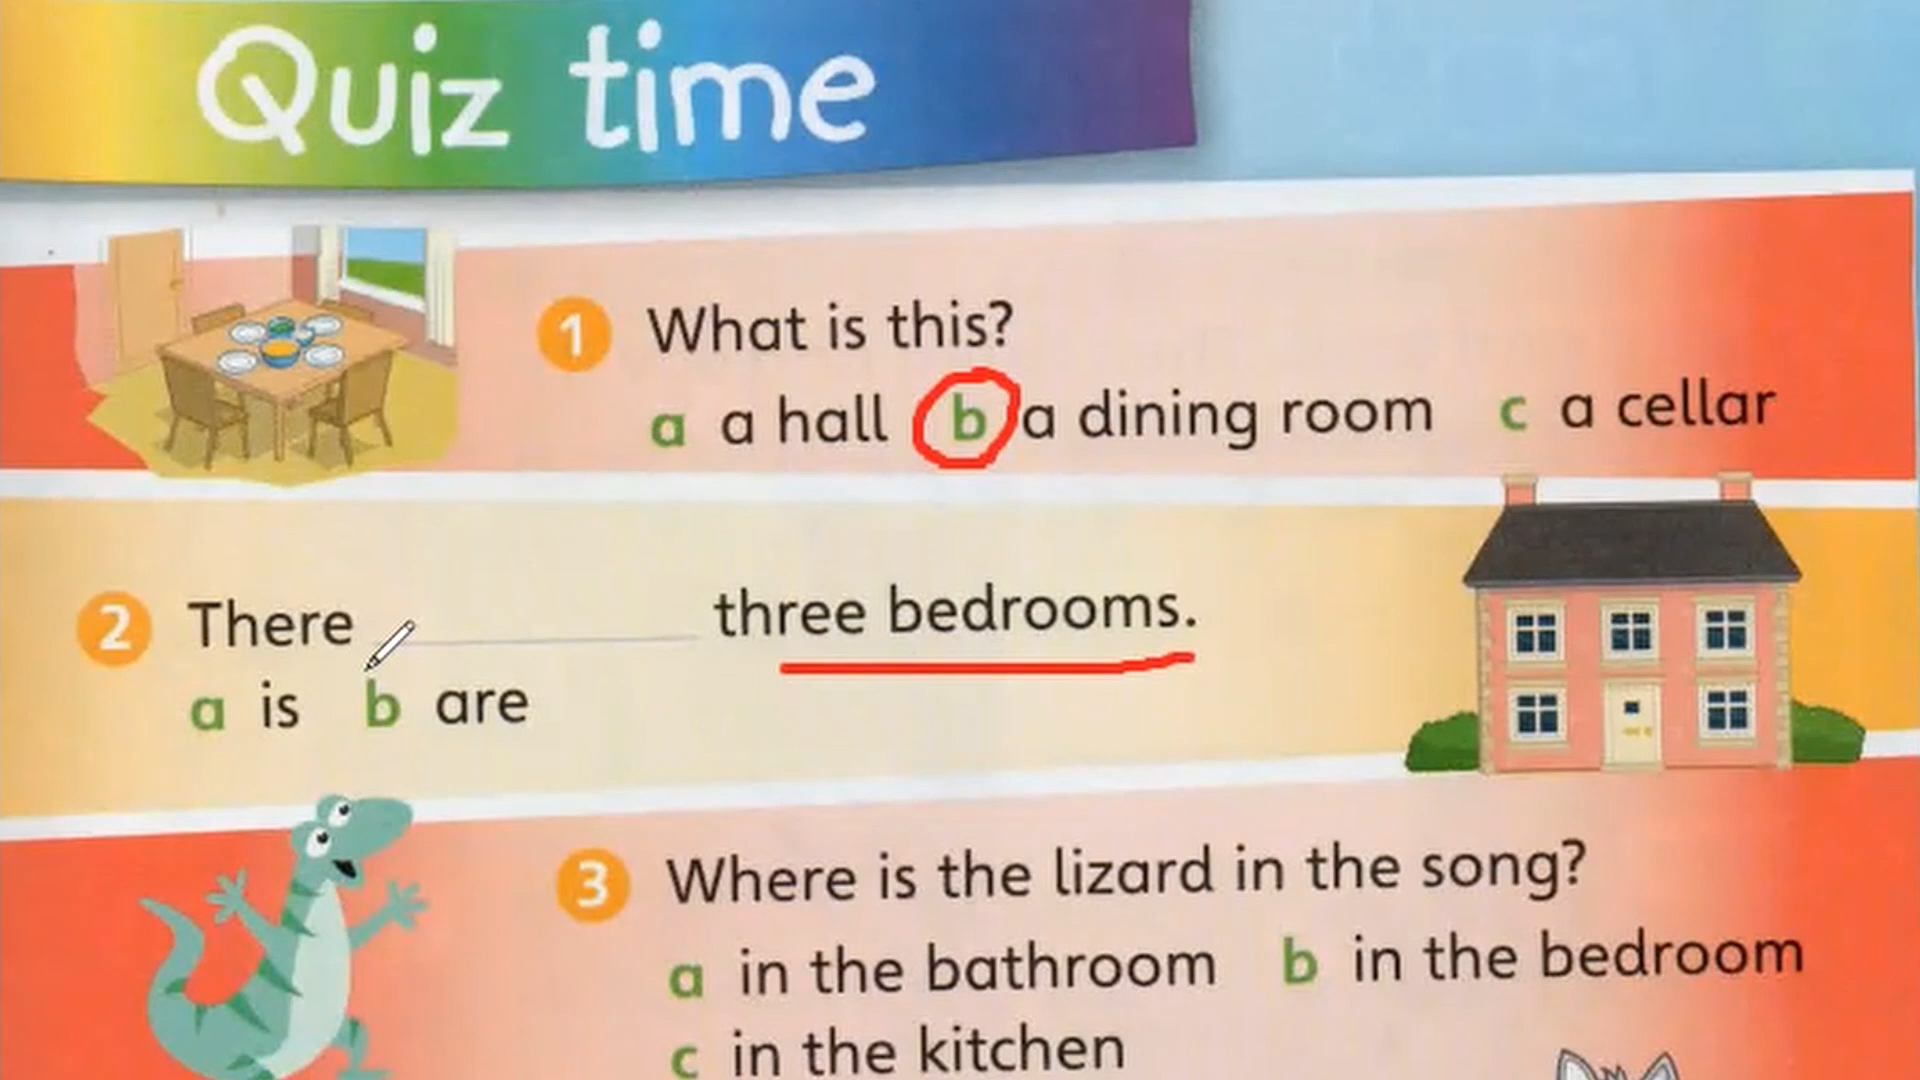 Quiz time
1 What is this?
a a hall b a dining room c a cellar
2 There ________ three bedrooms.
a is b are
3 Where is the lizard in the song?
a in the bathroom b in the bedroom
c in the kitchen